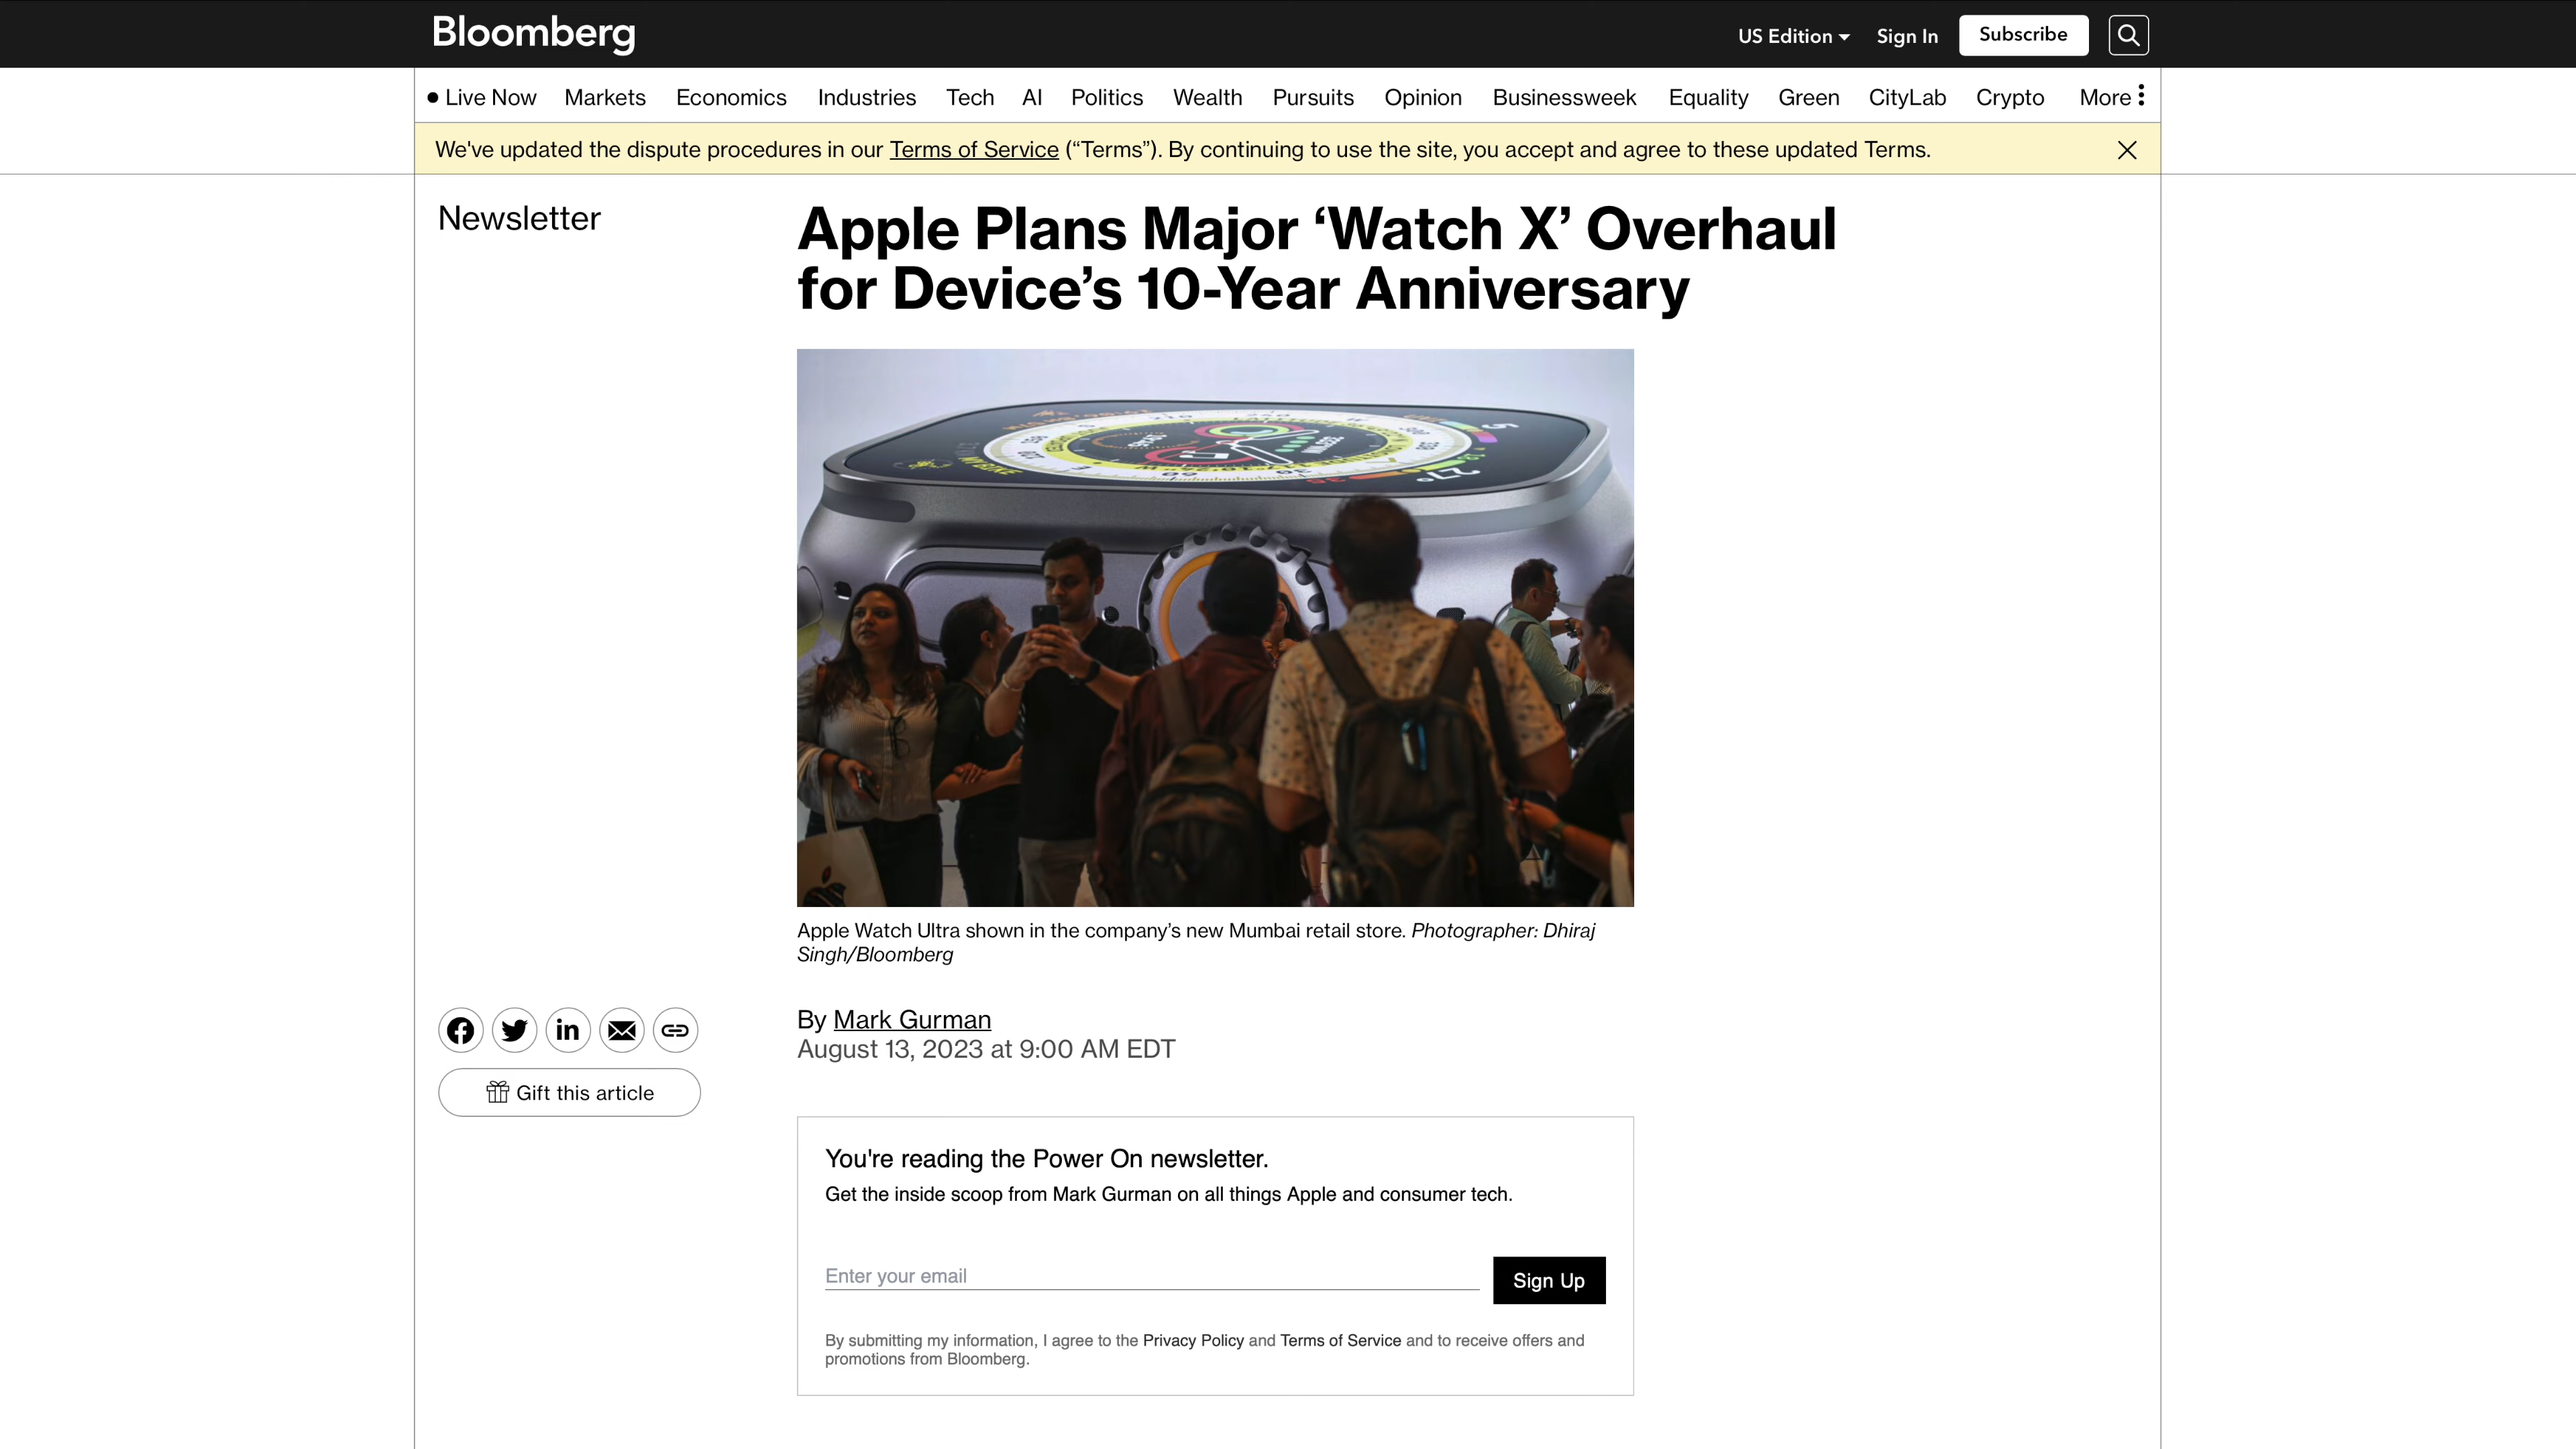 Bloomberg
US Edition
Sign In
Subscribe
Live Now
Markets
Economics
Industries
Tech
AI
Politics
Wealth
Pursuits
Opinion
Businessweek
Equality
Green
CityLab
Crypto
More
We've updated the dispute procedures in our Terms of Service (“Terms”). By continuing to use the site, you accept and agree to these updated Terms.
Newsletter
Apple Plans Major ‘Watch X’ Overhaul
for Device’s 10-Year Anniversary
Apple Watch Ultra shown in the company’s new Mumbai retail store. Photographer: Dhiraj
Singh/Bloomberg
By Mark Gurman
August 13, 2023 at 9:00 AM EDT
Gift this article
You're reading the Power On newsletter.
Get the inside scoop from Mark Gurman on all things Apple and consumer tech.
Enter your email
Sign Up
By submitting my information, I agree to the Privacy Policy and Terms of Service and to receive offers and
promotions from Bloomberg.